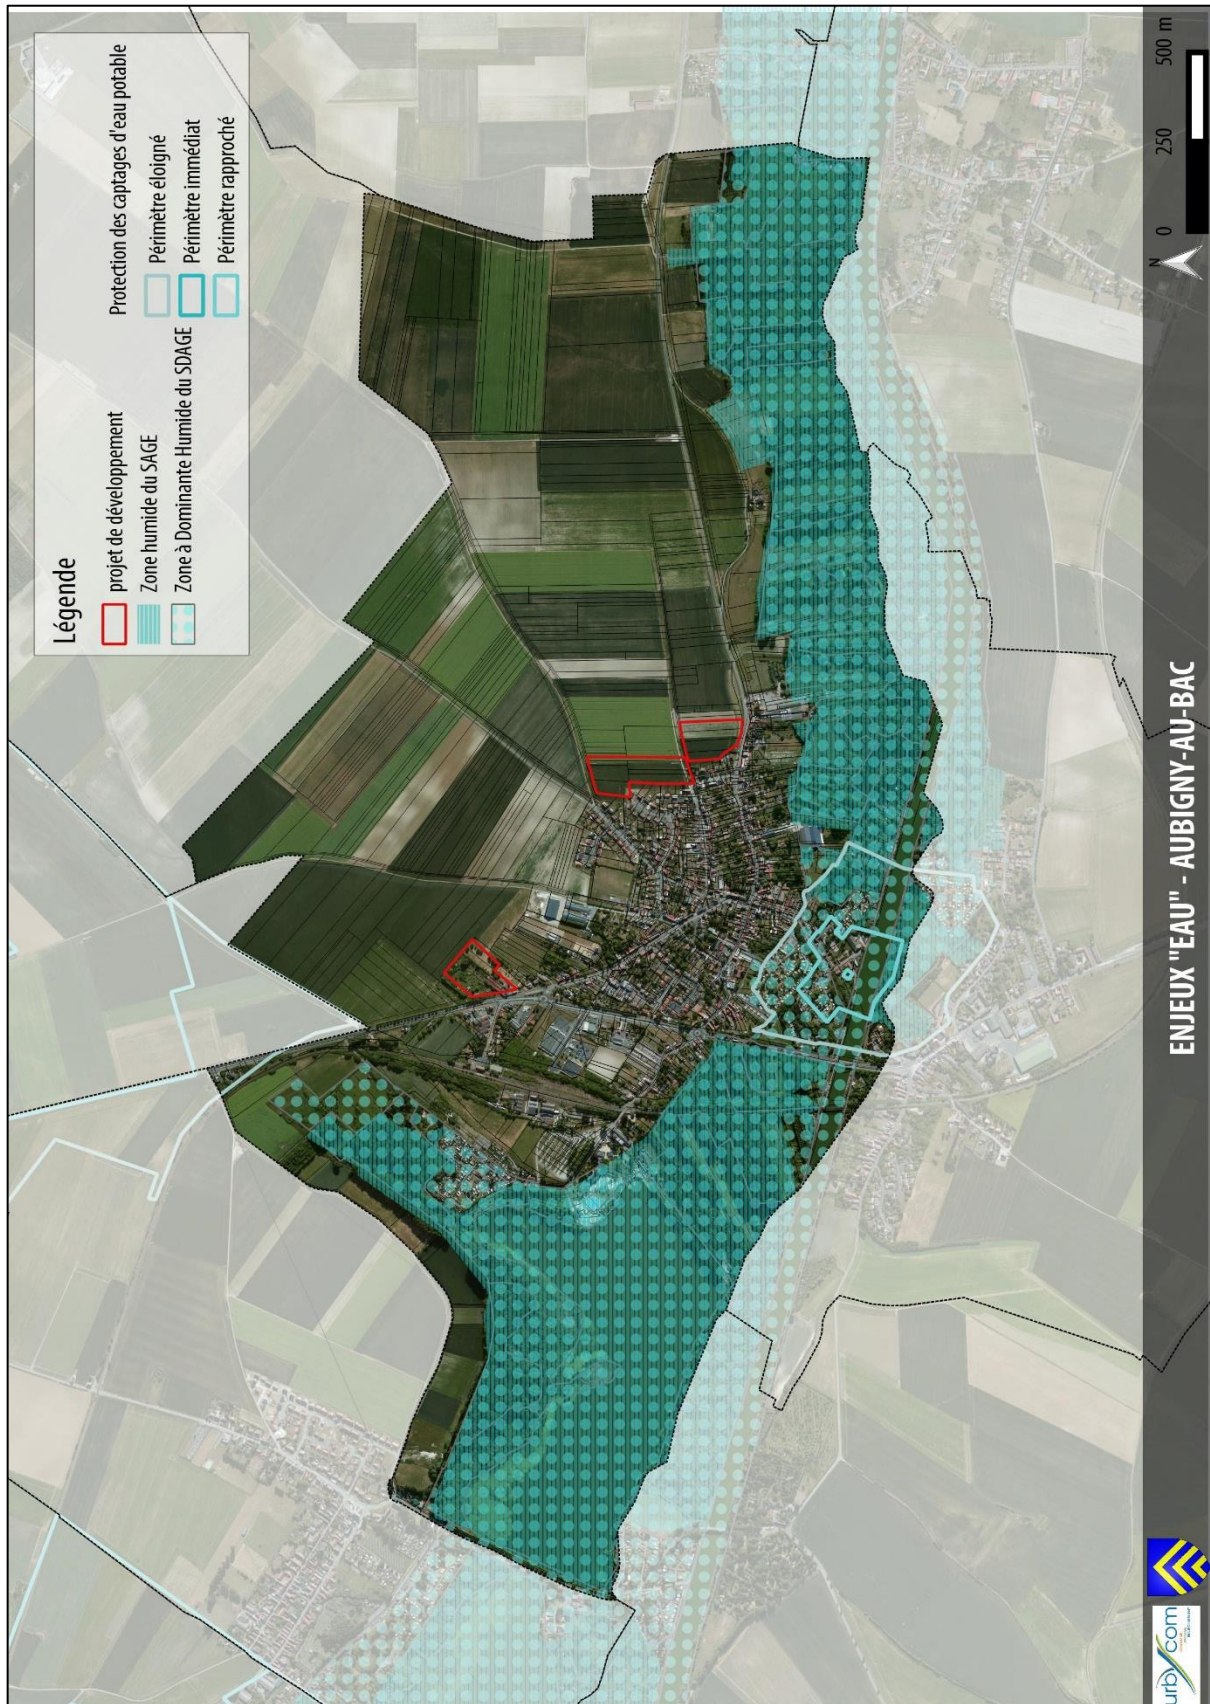 Légende
projet de développement
Zone humide du SAGE
Zone à Dominante Humide du SDAGE
Protection des captages d'eau potable
Périmètre éloigné
Périmètre immédiat
Périmètre rapproché
urbycom
ENJEUX "EAU" - AUBIGNY-AU-BAC
N
0 250 500 m